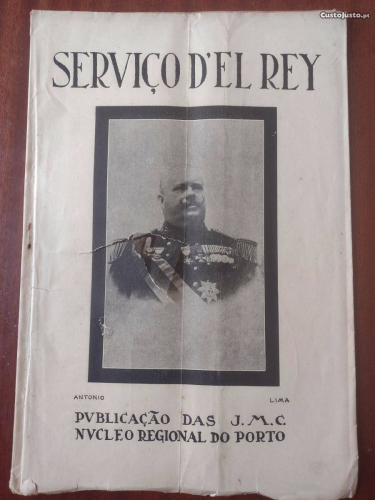 CustoJusto.pt
SERVIÇO D'EL REY
ANTONIO LIMA
PVBLICAÇÃO DAS J.M.C.
NVCLEO REGIONAL DO PORTO